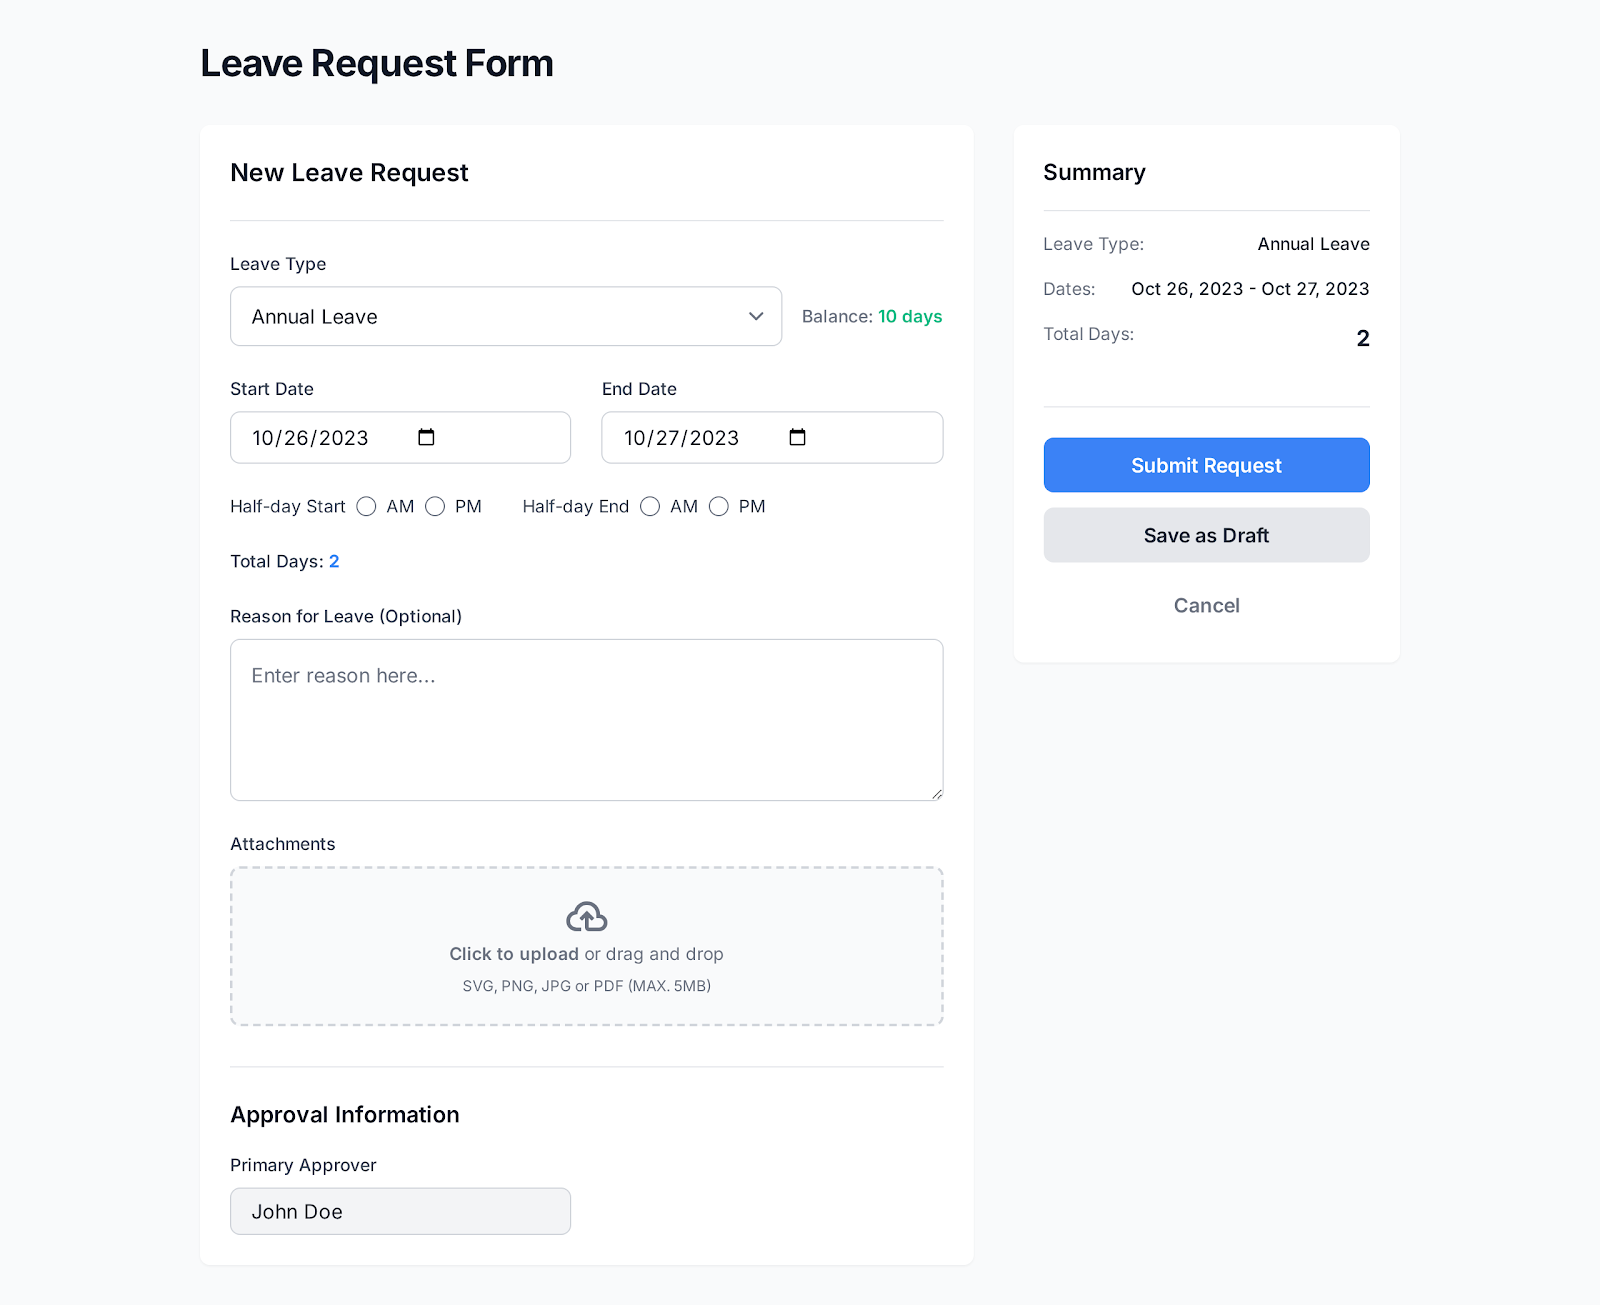 Leave Request Form
New Leave Request
Leave Type
Annual Leave
Balance: 10 days
Start Date
End Date
10/26/2023
10/27/2023
Half-day Start AM PM Half-day End AM PM
Total Days: 2
Reason for Leave (Optional)
Enter reason here...
Attachments
Click to upload or drag and drop
SVG, PNG, JPG or PDF (MAX. 5MB)
Approval Information
Primary Approver
John Doe
Summary
Leave Type: Annual Leave
Dates: Oct 26, 2023 - Oct 27, 2023
Total Days: 2
Submit Request
Save as Draft
Cancel